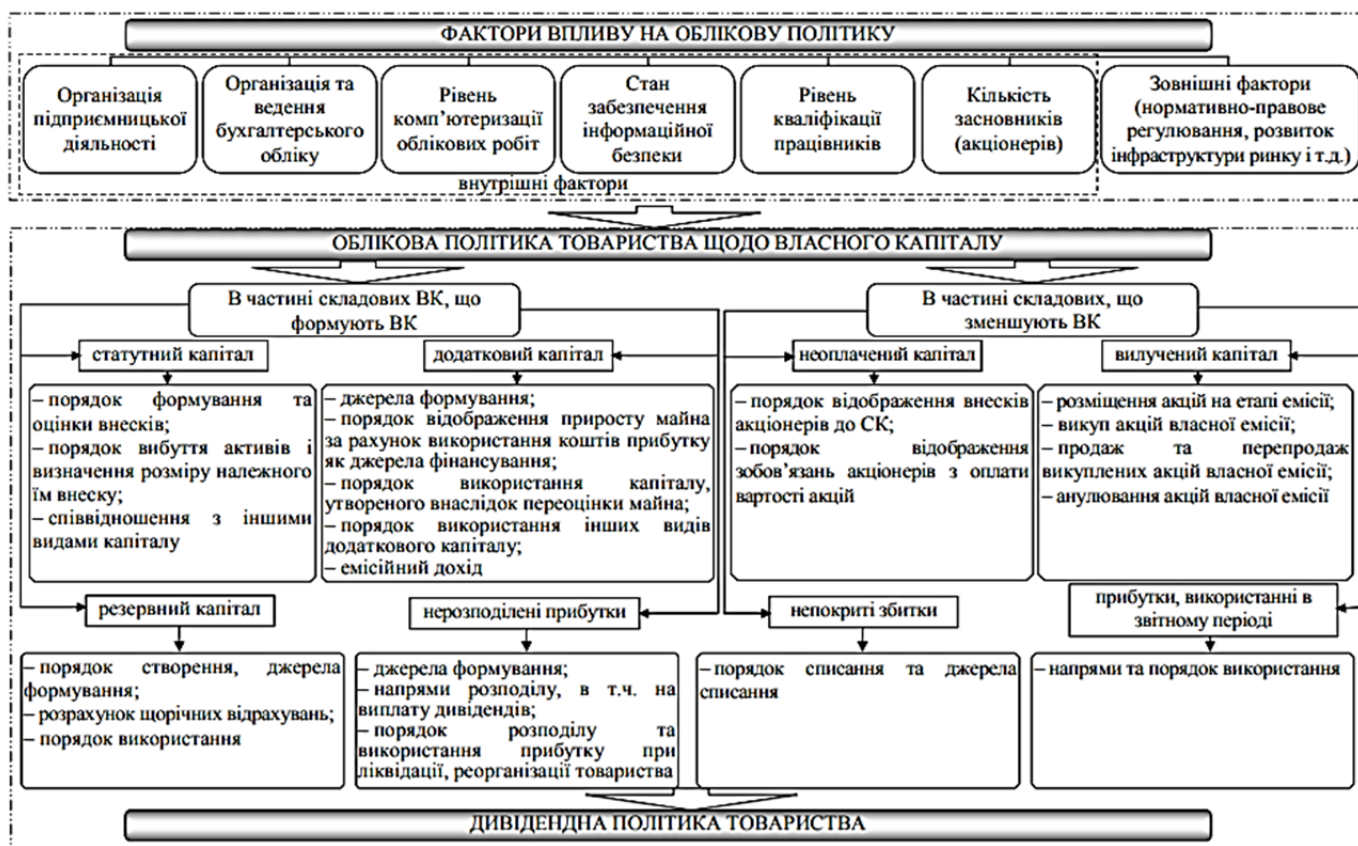 ФАКТОРИ ВПЛИВУ НА ОБЛІКОВУ ПОЛІТИКУ
Організація
підприємницької
діяльності
Організація та
ведення
бухгалтерського
обліку
Рівень
комп’ютеризації
облікових робіт
Стан
забезпечення
інформаційної
безпеки
Рівень
кваліфікації
працівників
Кількість
засновників
(акціонерів)
Зовнішні фактори
(нормативно-правове
регулювання, розвиток
інфраструктури ринку і т.д.)
внутрішні фактори
ОБЛІКОВА ПОЛІТИКА ТОВАРИСТВА ЩОДО ВЛАСНОГО КАПІТАЛУ
В частині складових ВК, що
формують ВК
В частині складових, що
зменшують ВК
статутний капітал
– порядок формування та
оцінки внесків;
– порядок вибуття активів і
визначення розміру належного
їм внеску;
– співвідношення з іншими
видами капіталу
додатковий капітал
– джерела формування;
– порядок відображення приросту майна
за рахунок використання коштів прибутку
як джерела фінансування;
– порядок використання капіталу,
утвореного внаслідок переоцінки майна;
– порядок використання інших видів
додаткового капіталу;
– емісійний дохід
неоплачений капітал
– порядок відображення внесків
акціонерів до СК;
– порядок відображення
зобов’язань акціонерів з оплати
вартості акцій
вилучений капітал
– розміщення акцій на етапі емісії;
– викуп акцій власної емісії;
– продаж та перепродаж
викуплених акцій власної емісії;
– анулювання акцій власної емісії
резервний капітал
– порядок створення, джерела
формування;
– розрахунок щорічних відрахувань;
– порядок використання
нерозподілені прибутки
– джерела формування;
– напрями розподілу, в т.ч. на
виплату дивідендів;
– порядок розподілу та
використання прибутку при
ліквідації, реорганізації товариства
непокриті збитки
– порядок списання та джерела
списання
прибутки, використанні в
звітному періоді
– напрями та порядок використання
ДИВІДЕНДНА ПОЛІТИКА ТОВАРИСТВА